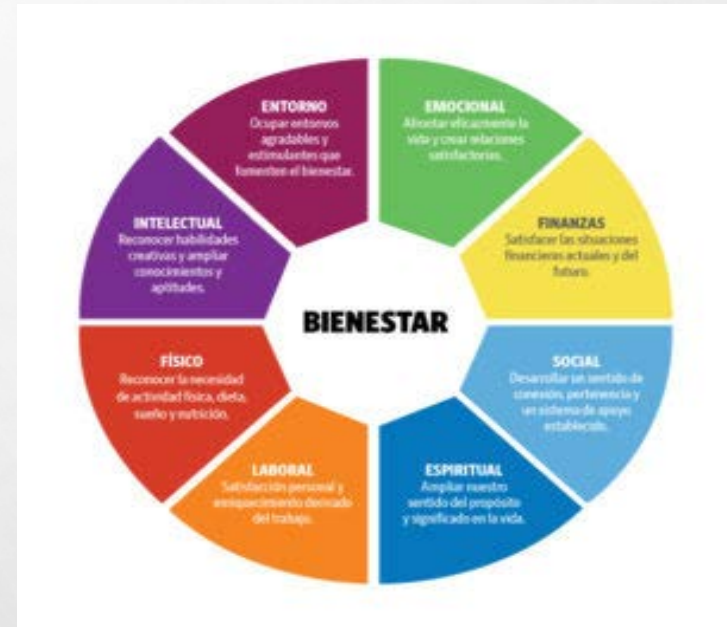 ENTORNO
Ocupar entornos
agradables y
estimulantes que
fomenten el bienestar.
EMOCIONAL
Afrontar eficazmente la
vida y crear relaciones
satisfactorias.
FINANZAS
Satisfacer las situaciones
financieras actuales y del
futuro.
SOCIAL
Desarrollar un sentido de
conexión, pertenencia y
un sistema de apoyo
establecido.
ESPIRITUAL
Ampliar nuestro
sentido del propósito
y significado en la vida.
LABORAL
Satisfacción personal y
enriquecimiento derivado
del trabajo.
FÍSICO
Reconocer la necesidad
de actividad física, dieta,
sueño y nutrición.
INTELECTUAL
Reconocer habilidades
creativas y ampliar
conocimientos y
aptitudes.
BIENESTAR